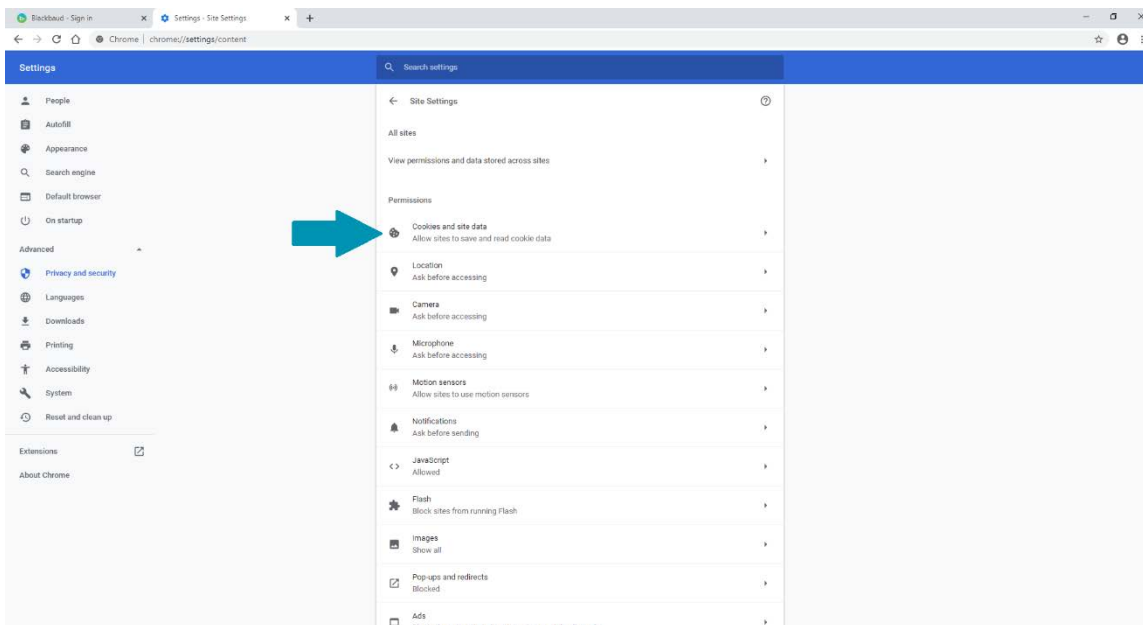 Blackbaud - Sign in
Settings - Site Settings
Chrome | chrome://settings/content
Settings
Search settings
People
Autofill
Appearance
Search engine
Default browser
On startup
Advanced
Privacy and security
Languages
Downloads
Printing
Accessibility
System
Reset and clean up
Extensions
About Chrome
Site Settings
All sites
View permissions and data stored across sites
Permissions
Cookies and site data
Allow sites to save and read cookie data
Location
Ask before accessing
Camera
Ask before accessing
Microphone
Ask before accessing
Motion sensors
Allow sites to use motion sensors
Notifications
Ask before sending
JavaScript
Allowed
Flash
Block sites from running Flash
Images
Show all
Pop-ups and redirects
Blocked
Ads